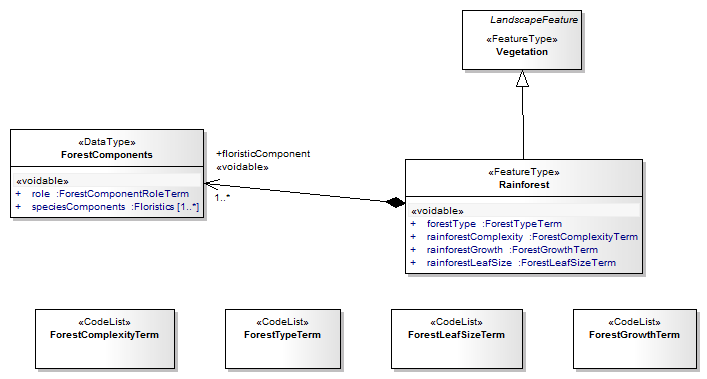 LandscapeFeature
«FeatureType»
Vegetation
«DataType»
ForestComponents
«voidable»
+ role :ForestComponentRoleTerm
+ speciesComponents :Floristics [1..*]
+floristicComponent
«voidable»
1..*
«FeatureType»
Rainforest
«voidable»
+ forestType :ForestTypeTerm
+ rainforestComplexity :ForestComplexityTerm
+ rainforestGrowth :ForestGrowthTerm
+ rainforestLeafSize :ForestLeafSizeTerm
«CodeList»
ForestComplexityTerm
«CodeList»
ForestTypeTerm
«CodeList»
ForestLeafSizeTerm
«CodeList»
ForestGrowthTerm